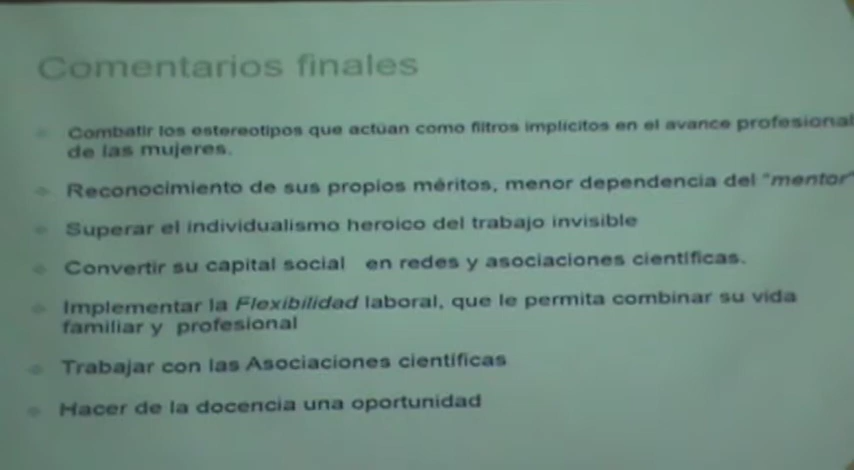 Comentarios finales
Combatir los estereotipos que actúan como filtros implícitos en el avance profesional
de las mujeres.
Reconocimiento de sus propios méritos, menor dependencia del "mentor"
Superar el individualismo heroico del trabajo invisible
Convertir su capital social en redes y asociaciones científicas.
Implementar la Flexibilidad laboral, que le permita combinar su vida
familiar y profesional
Trabajar con las Asociaciones científicas
Hacer de la docencia una oportunidad